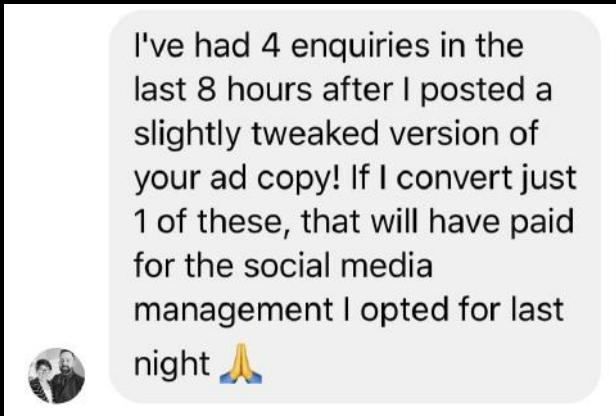 I've had 4 enquiries in the
last 8 hours after I posted a
slightly tweaked version of
your ad copy! If I convert just
1 of these, that will have paid
for the social media
management I opted for last
night 🙏